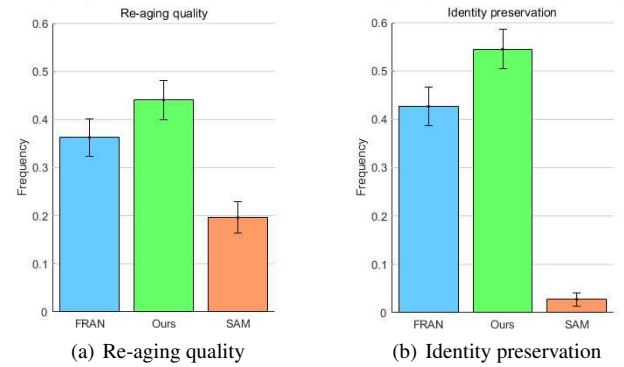 Re-aging quality
0.6
0.5
0.4
0.3
0.2
0.1
0
Frequency
FRAN Ours SAM
(a) Re-aging quality
Identity preservation
0.6
0.5
0.4
0.3
0.2
0.1
0
Frequency
FRAN Ours SAM
(b) Identity preservation